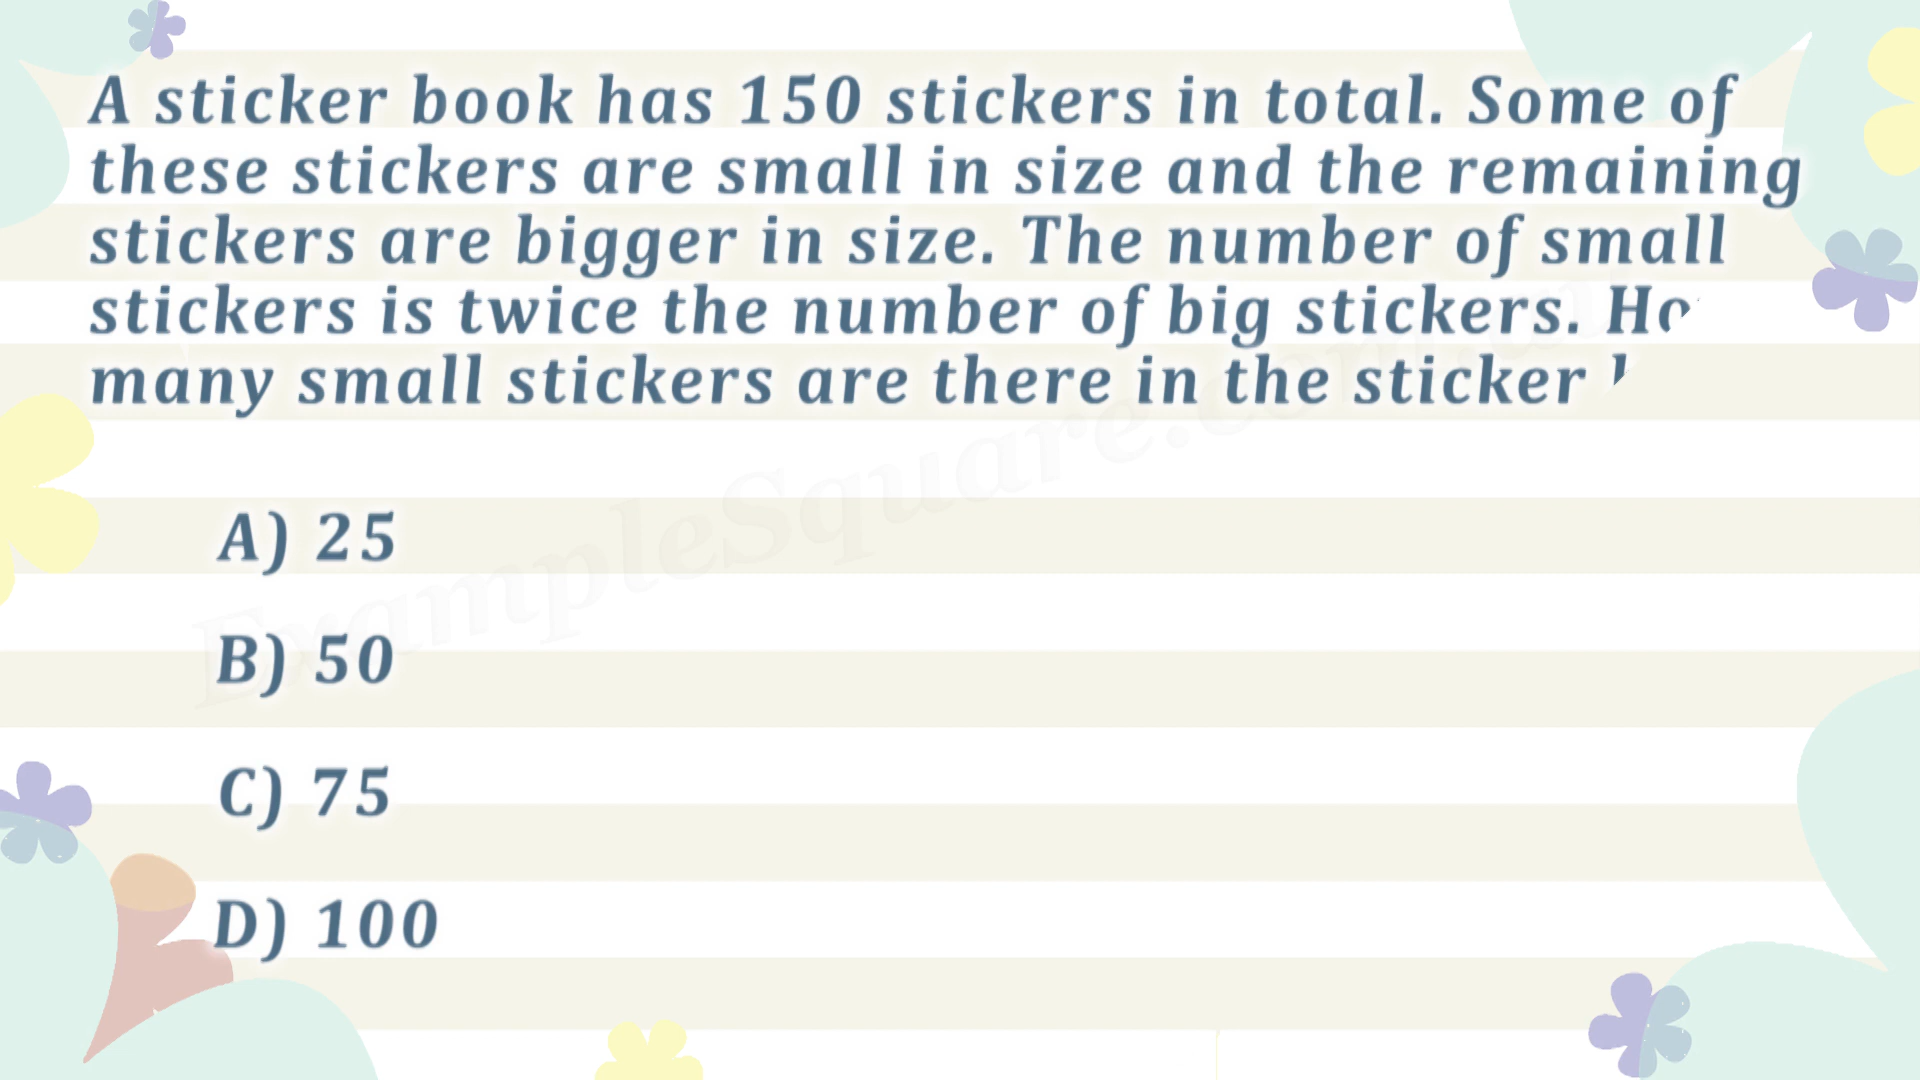 A sticker book has 150 stickers in total. Some of
these stickers are small in size and the remaining
stickers are bigger in size. The number of small
stickers is twice the number of big stickers.
many small stickers are there in the sticker
A) 25
B) 50
C) 75
D) 100